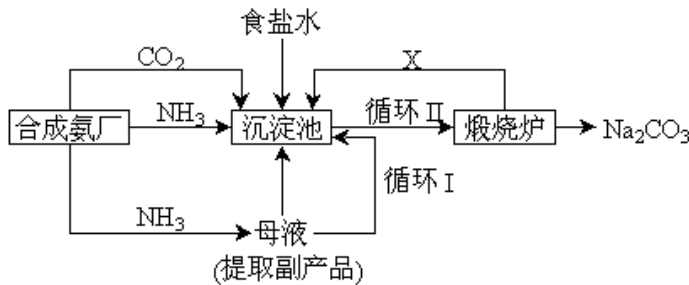 食盐水
CO₂
X
合成氨厂
NH₃
沉淀池
循环Ⅱ
煅烧炉
Na₂CO₃
循环Ⅰ
NH₃
母液
(提取副产品)